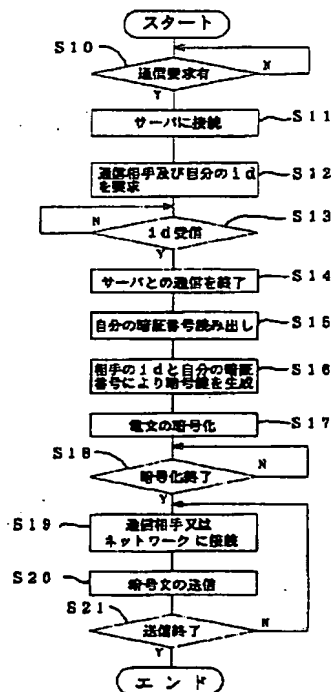 スタート
S10
通信要求有
N
Y
サーバに接続
S11
通信相手及び自分のid
を要求
S12
N
S13
id受信
Y
サーバとの通信を終了
S14
自分の暗証番号読み出し
S15
相手のidと自分の暗証
番号により暗号鍵を生成
S16
電文の暗号化
S17
S18
暗号化終了
N
Y
S19
通信相手又は
ネットワークに接続
S20
暗号文の送信
S21
送信終了
N
Y
エンド